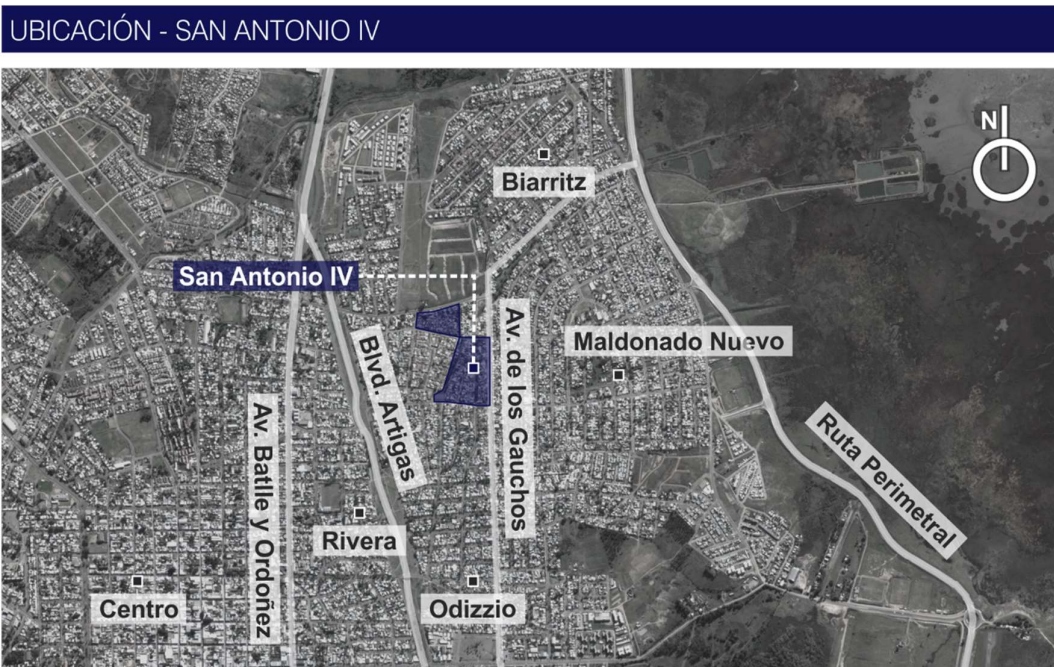 UBICACIÓN - SAN ANTONIO IV
N
Biarritz
San Antonio IV
Maldonado Nuevo
Av. de los Gauchos
Blvd. Artigas
Av. Batlle y Ordoñez
Ruta Perimetral
Rivera
Centro
Odizzio